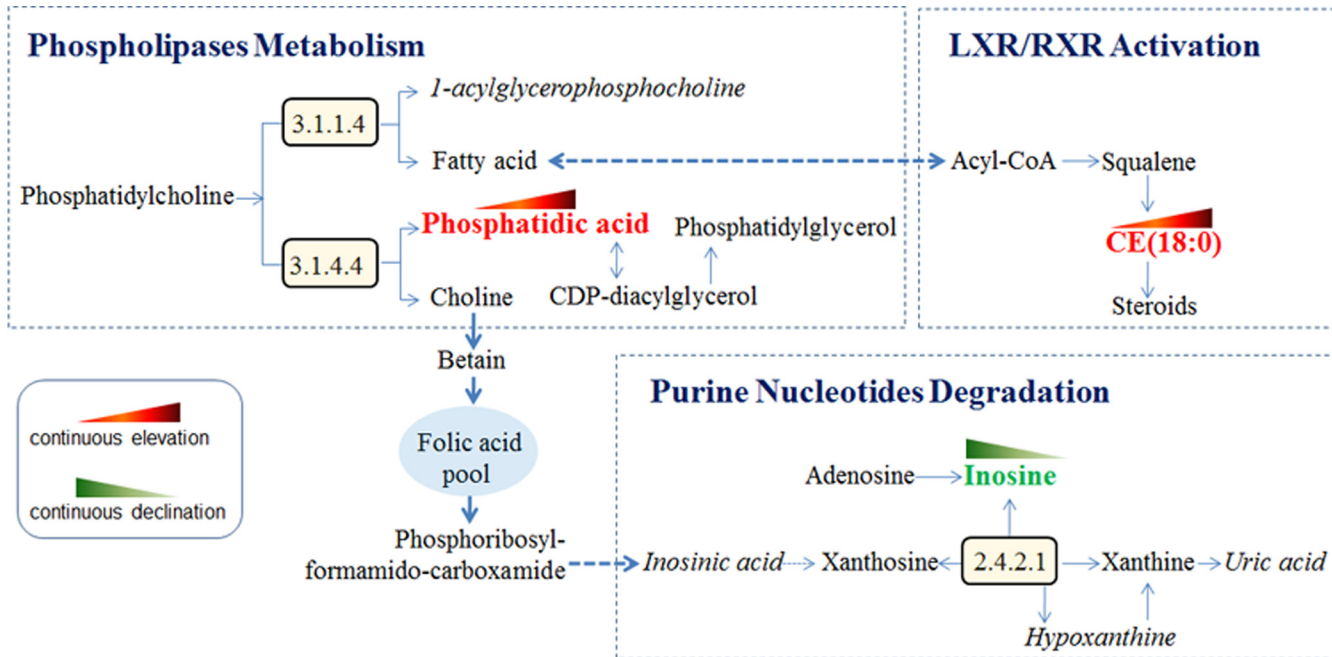 Phospholipases Metabolism
1-acylglycerophosphocholine
3.1.1.4
Fatty acid
Phosphatidylcholine
Phosphatidic acid
Phosphatidylglycerol
3.1.4.4
Choline
CDP-diacylglycerol
LXR/RXR Activation
Acyl-CoA
Squalene
CE(18:0)
Steroids
Betain
Folic acid
pool
Phosphoribosyl-
formamido-carboxamide
continuous elevation
continuous declination
Purine Nucleotides Degradation
Adenosine
Inosine
Inosinic acid
Xanthosine
2.4.2.1
Xanthine
Uric acid
Hypoxanthine